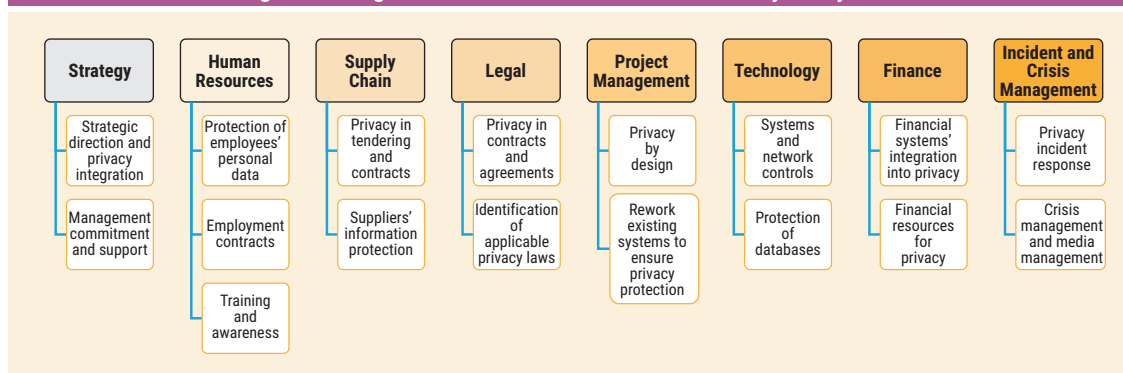 Strategy
Strategic
direction and
privacy
integration
Management
commitment
and support
Human
Resources
Protection of
employees'
personal
data
Employment
contracts
Training
and
awareness
Supply
Chain
Privacy in
tendering
and
contracts
Suppliers'
information
protection
Legal
Privacy in
contracts
and
agreements
Identification
of
applicable
privacy laws
Project
Management
Privacy
by
design
Rework
existing
systems to
ensure
privacy
protection
Technology
Systems
and
network
controls
Protection
of
databases
Finance
Financial
systems'
integration
into privacy
Financial
resources
for
privacy
Incident and
Crisis
Management
Privacy
incident
response
Crisis
management
and media
management